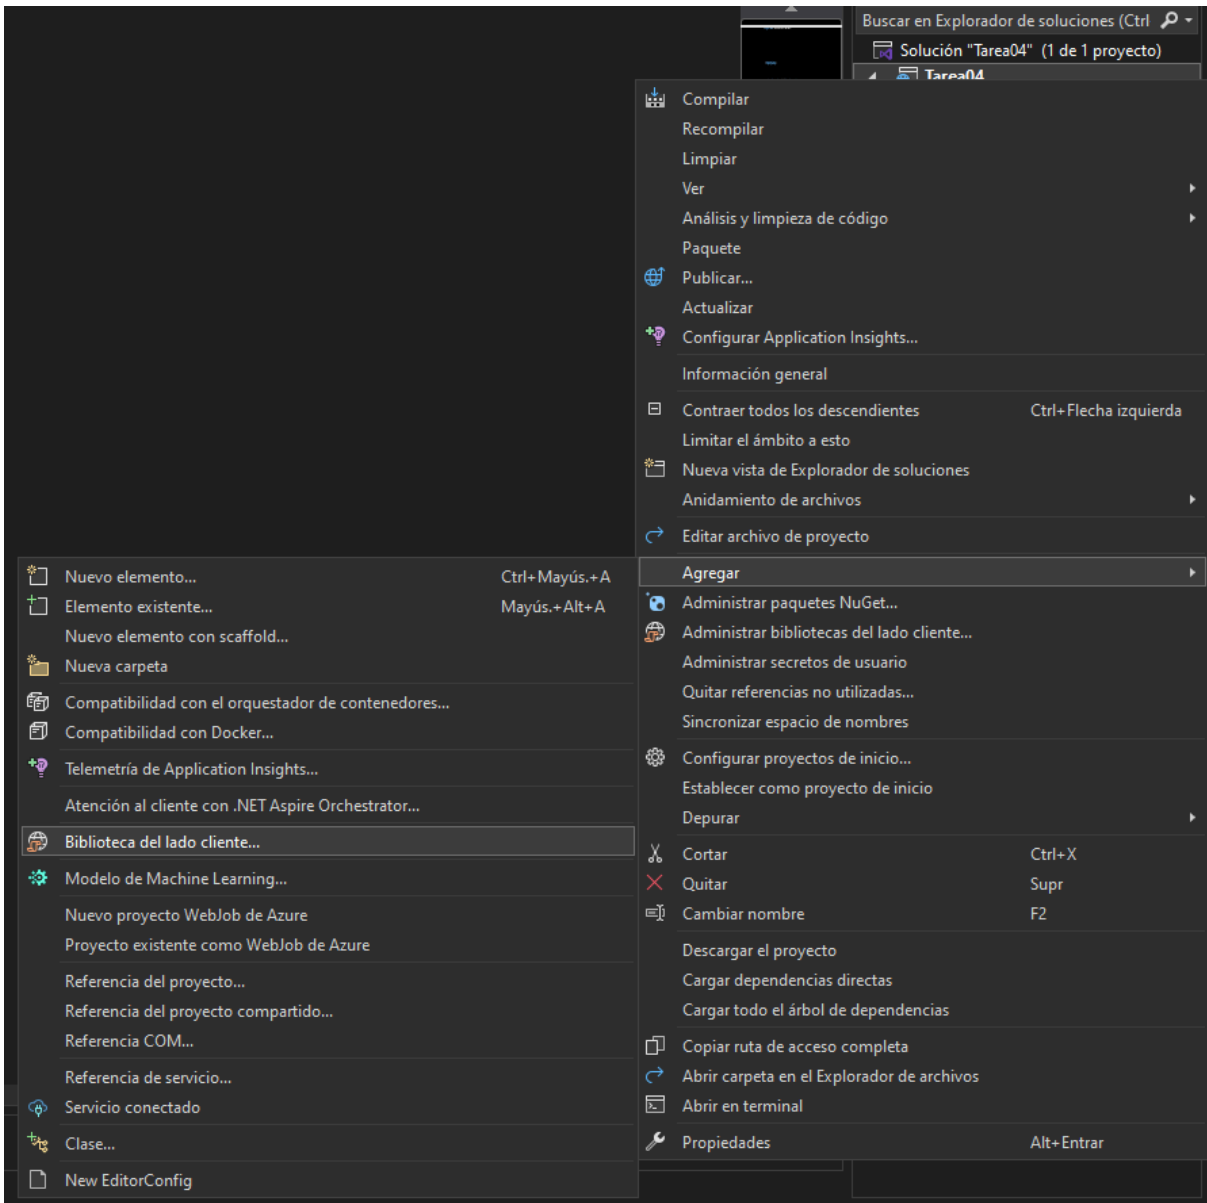 Buscar en Explorador de soluciones (Ctrl
Solución "Tarea04" (1 de 1 proyecto)
Tarea04
Compilar
Recompilar
Limpiar
Ver
Análisis y limpieza de código
Paquete
Publicar...
Actualizar
Configurar Application Insights...
Información general
Contraer todos los descendientes Ctrl+Flecha izquierda
Limitar el ámbito a esto
Nueva vista de Explorador de soluciones
Anidamiento de archivos
Editar archivo de proyecto
Agregar
Administrar paquetes NuGet...
Administrar bibliotecas del lado cliente...
Administrar secretos de usuario
Quitar referencias no utilizadas...
Sincronizar espacio de nombres
Configurar proyectos de inicio...
Establecer como proyecto de inicio
Depurar
Cortar Ctrl+X
Quitar Supr
Cambiar nombre F2
Descargar el proyecto
Cargar dependencias directas
Cargar todo el árbol de dependencias
Copiar ruta de acceso completa
Abrir carpeta en el Explorador de archivos
Abrir en terminal
Propiedades Alt+Entrar
Nuevo elemento... Ctrl+Mayús.+A
Elemento existente... Mayús.+Alt+A
Nuevo elemento con scaffold...
Nueva carpeta
Compatibilidad con el orquestador de contenedores...
Compatibilidad con Docker...
Telemetría de Application Insights...
Atención al cliente con .NET Aspire Orchestrator...
Biblioteca del lado cliente...
Modelo de Machine Learning...
Nuevo proyecto WebJob de Azure
Proyecto existente como WebJob de Azure
Referencia del proyecto...
Referencia del proyecto compartido...
Referencia COM...
Referencia de servicio...
Servicio conectado
Clase...
New EditorConfig